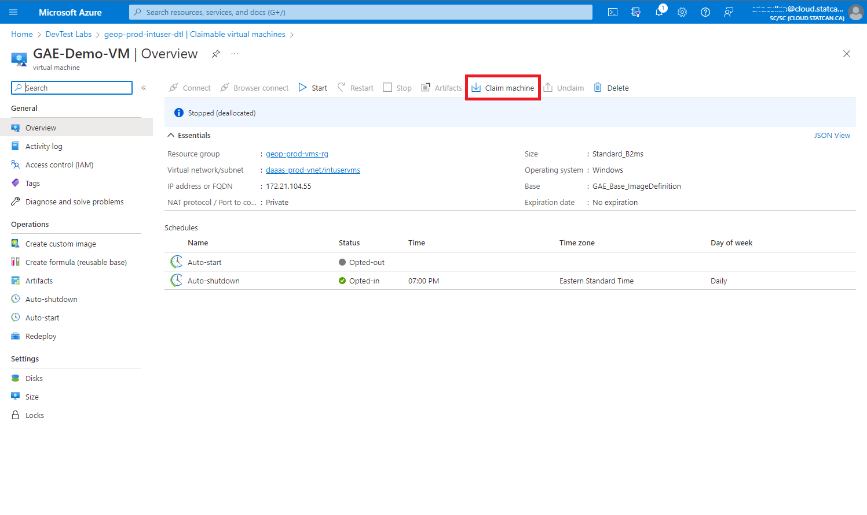 Microsoft Azure
Search resources, services, and docs (G+/)
1
@cloud.statca...
SC/SC (CLOUD.STATCAN.CA)
Home > DevTest Labs > geop-prod-intuser-dtl | Claimable virtual machines >
GAE-Demo-VM | Overview ...
virtual machine
Search
«
Connect Browser connect Start Restart Stop Artifacts Claim machine Unclaim Delete
General
Overview
Activity log
Access control (IAM)
Tags
Diagnose and solve problems
Operations
Create custom image
Create formula (reusable base)
Artifacts
Auto-shutdown
Auto-start
Redeploy
Settings
Disks
Size
Locks
Stopped (deallocated)
Essentials
JSON View
Resource group : geop-prod-vms-rg
Virtual network/subnet : daaas-prod-vnet/intuservms
IP address or FQDN : 172.21.104.55
NAT protocol / Port to co... : Private
Size : Standard_B2ms
Operating system : Windows
Base : GAE_Base_ImageDefinition
Expiration date : No expiration
Schedules
Name Status Time Time zone Day of week
Auto-start Opted-out
Auto-shutdown Opted-in 07:00 PM Eastern Standard Time Daily